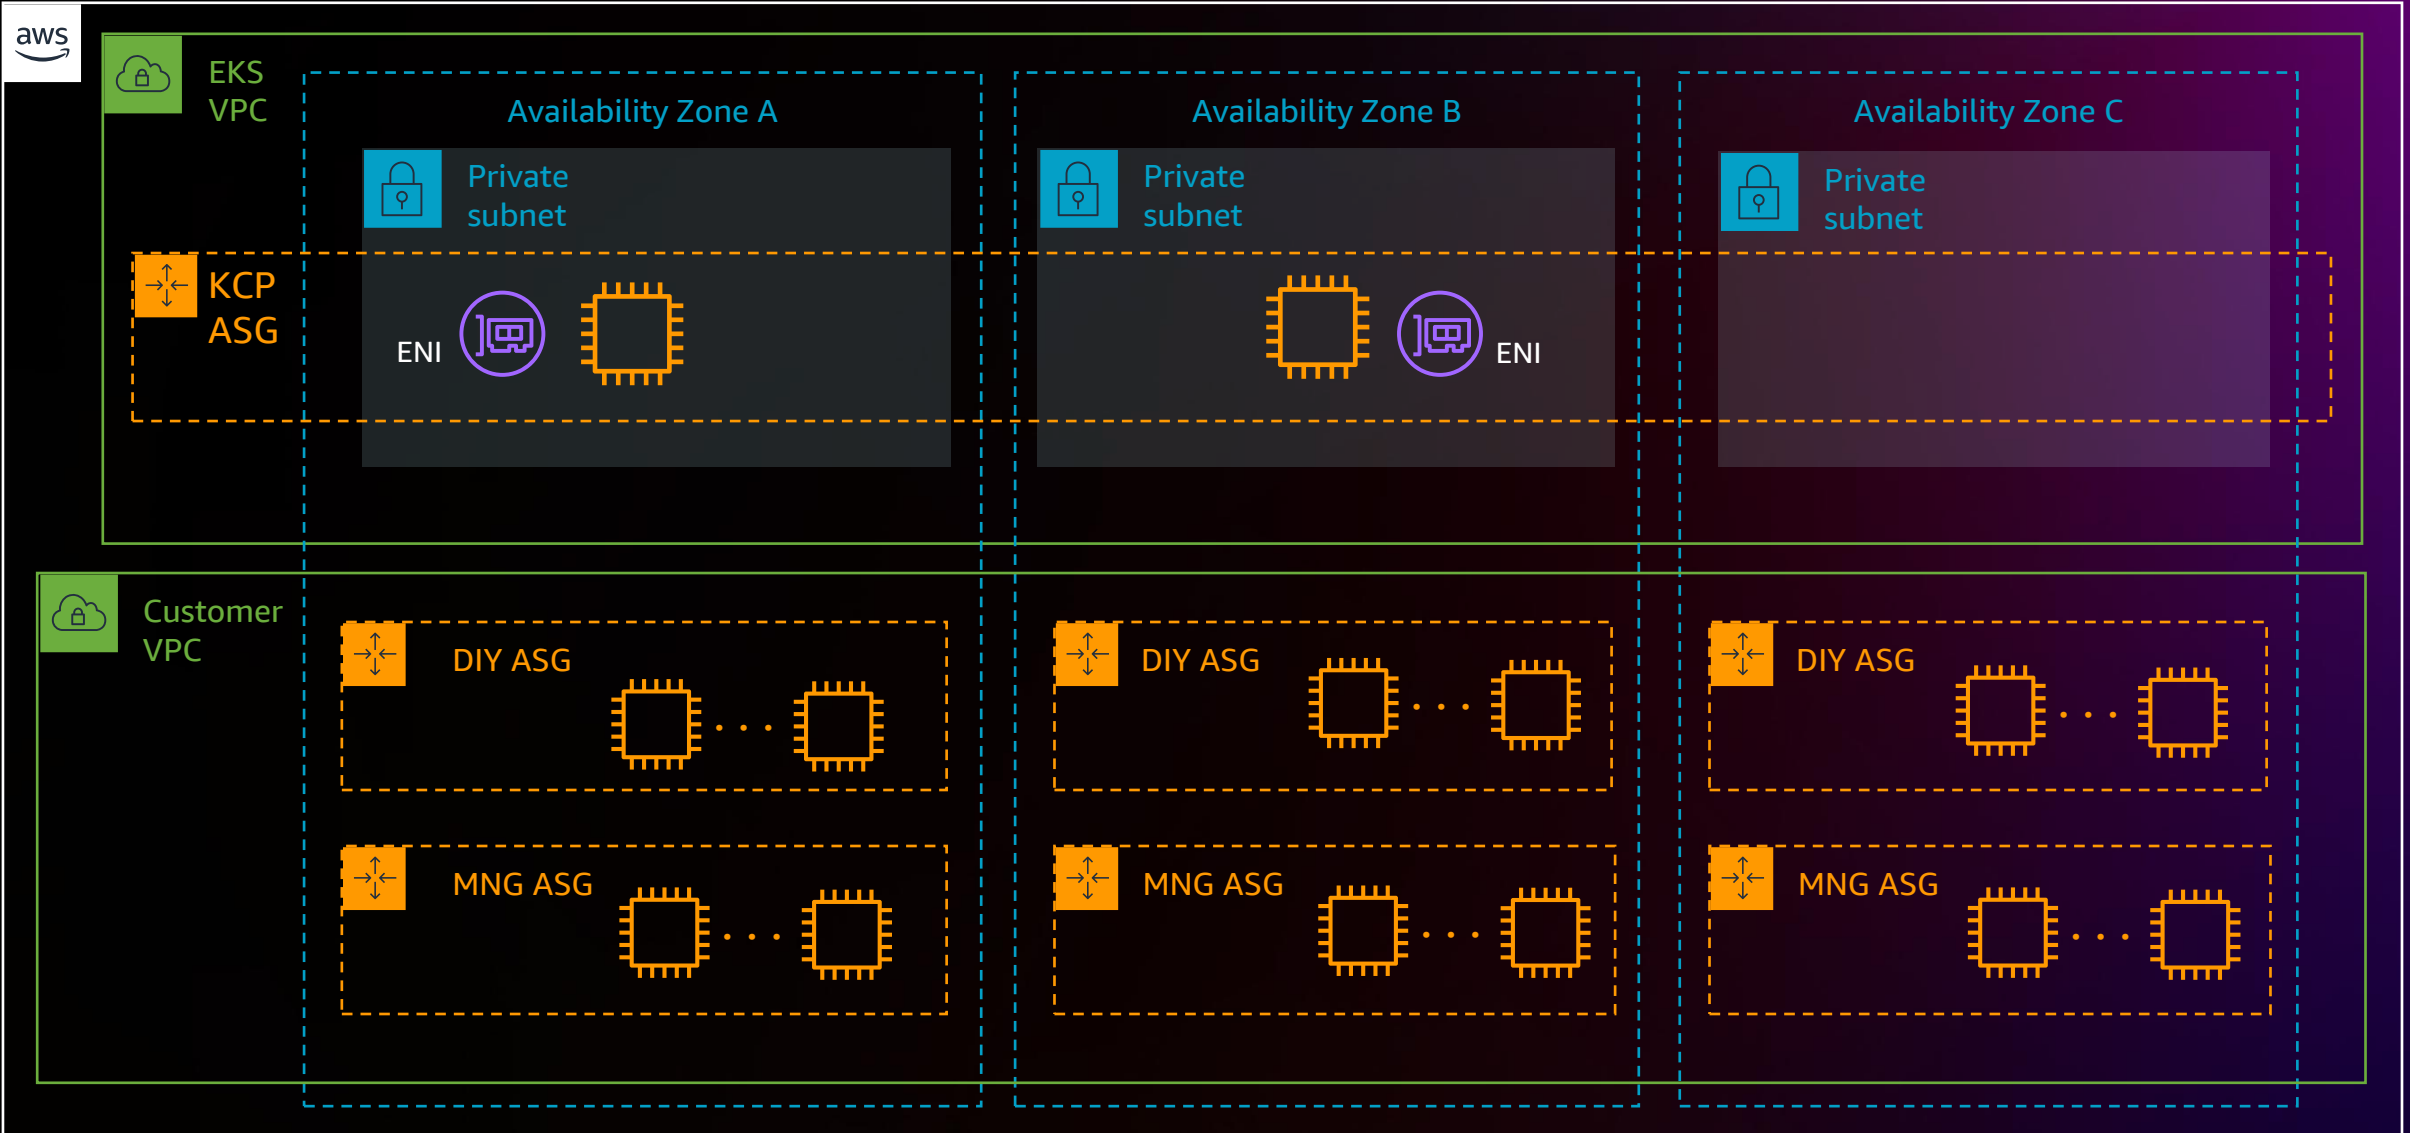 aws
EKS
VPC
Availability Zone A
Availability Zone B
Availability Zone C
Private
subnet
Private
subnet
Private
subnet
KCP
ASG
ENI
ENI
Customer
VPC
DIY ASG
DIY ASG
DIY ASG
MNG ASG
MNG ASG
MNG ASG